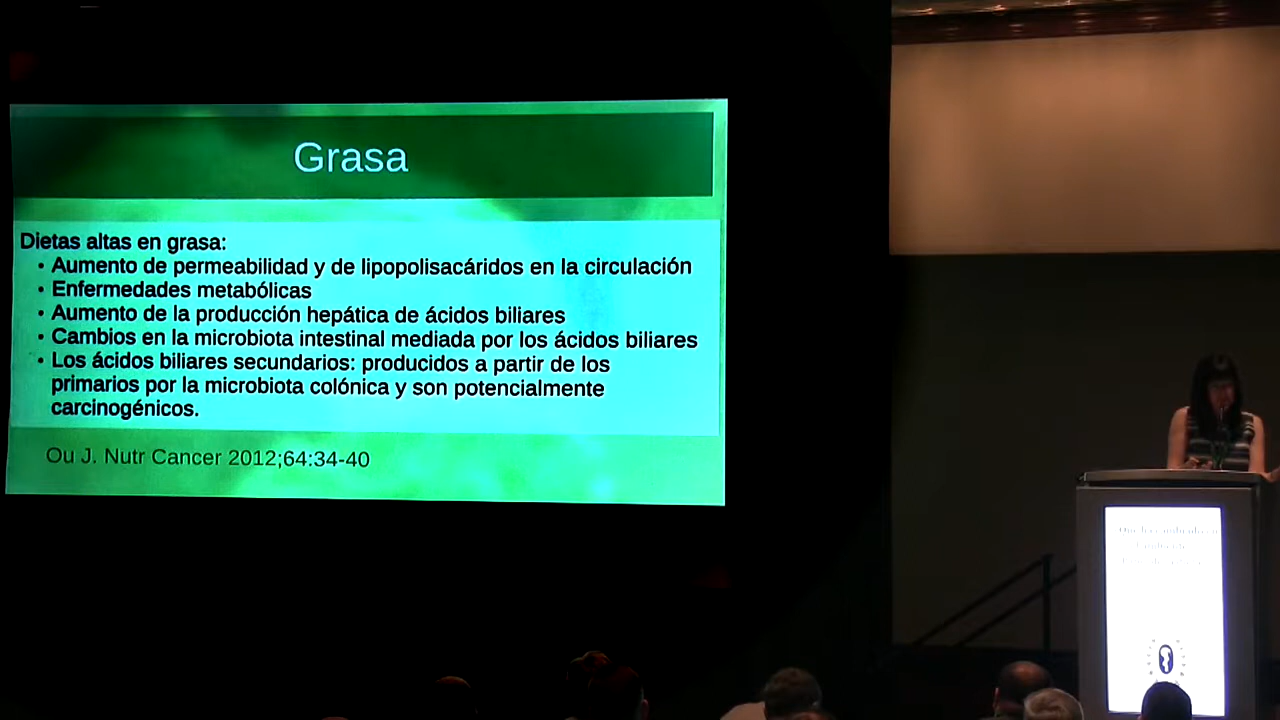 Grasa
Dietas altas en grasa:
• Aumento de permeabilidad y de lipopolisacáridos en la circulación
• Enfermedades metabólicas
• Aumento de la producción hepática de ácidos biliares
• Cambios en la microbiota intestinal mediada por los ácidos biliares
• Los ácidos biliares secundarios: producidos a partir de los
primarios por la microbiota colónica y son potencialmente
carcinogénicos.
Ou J. Nutr Cancer 2012;64:34-40